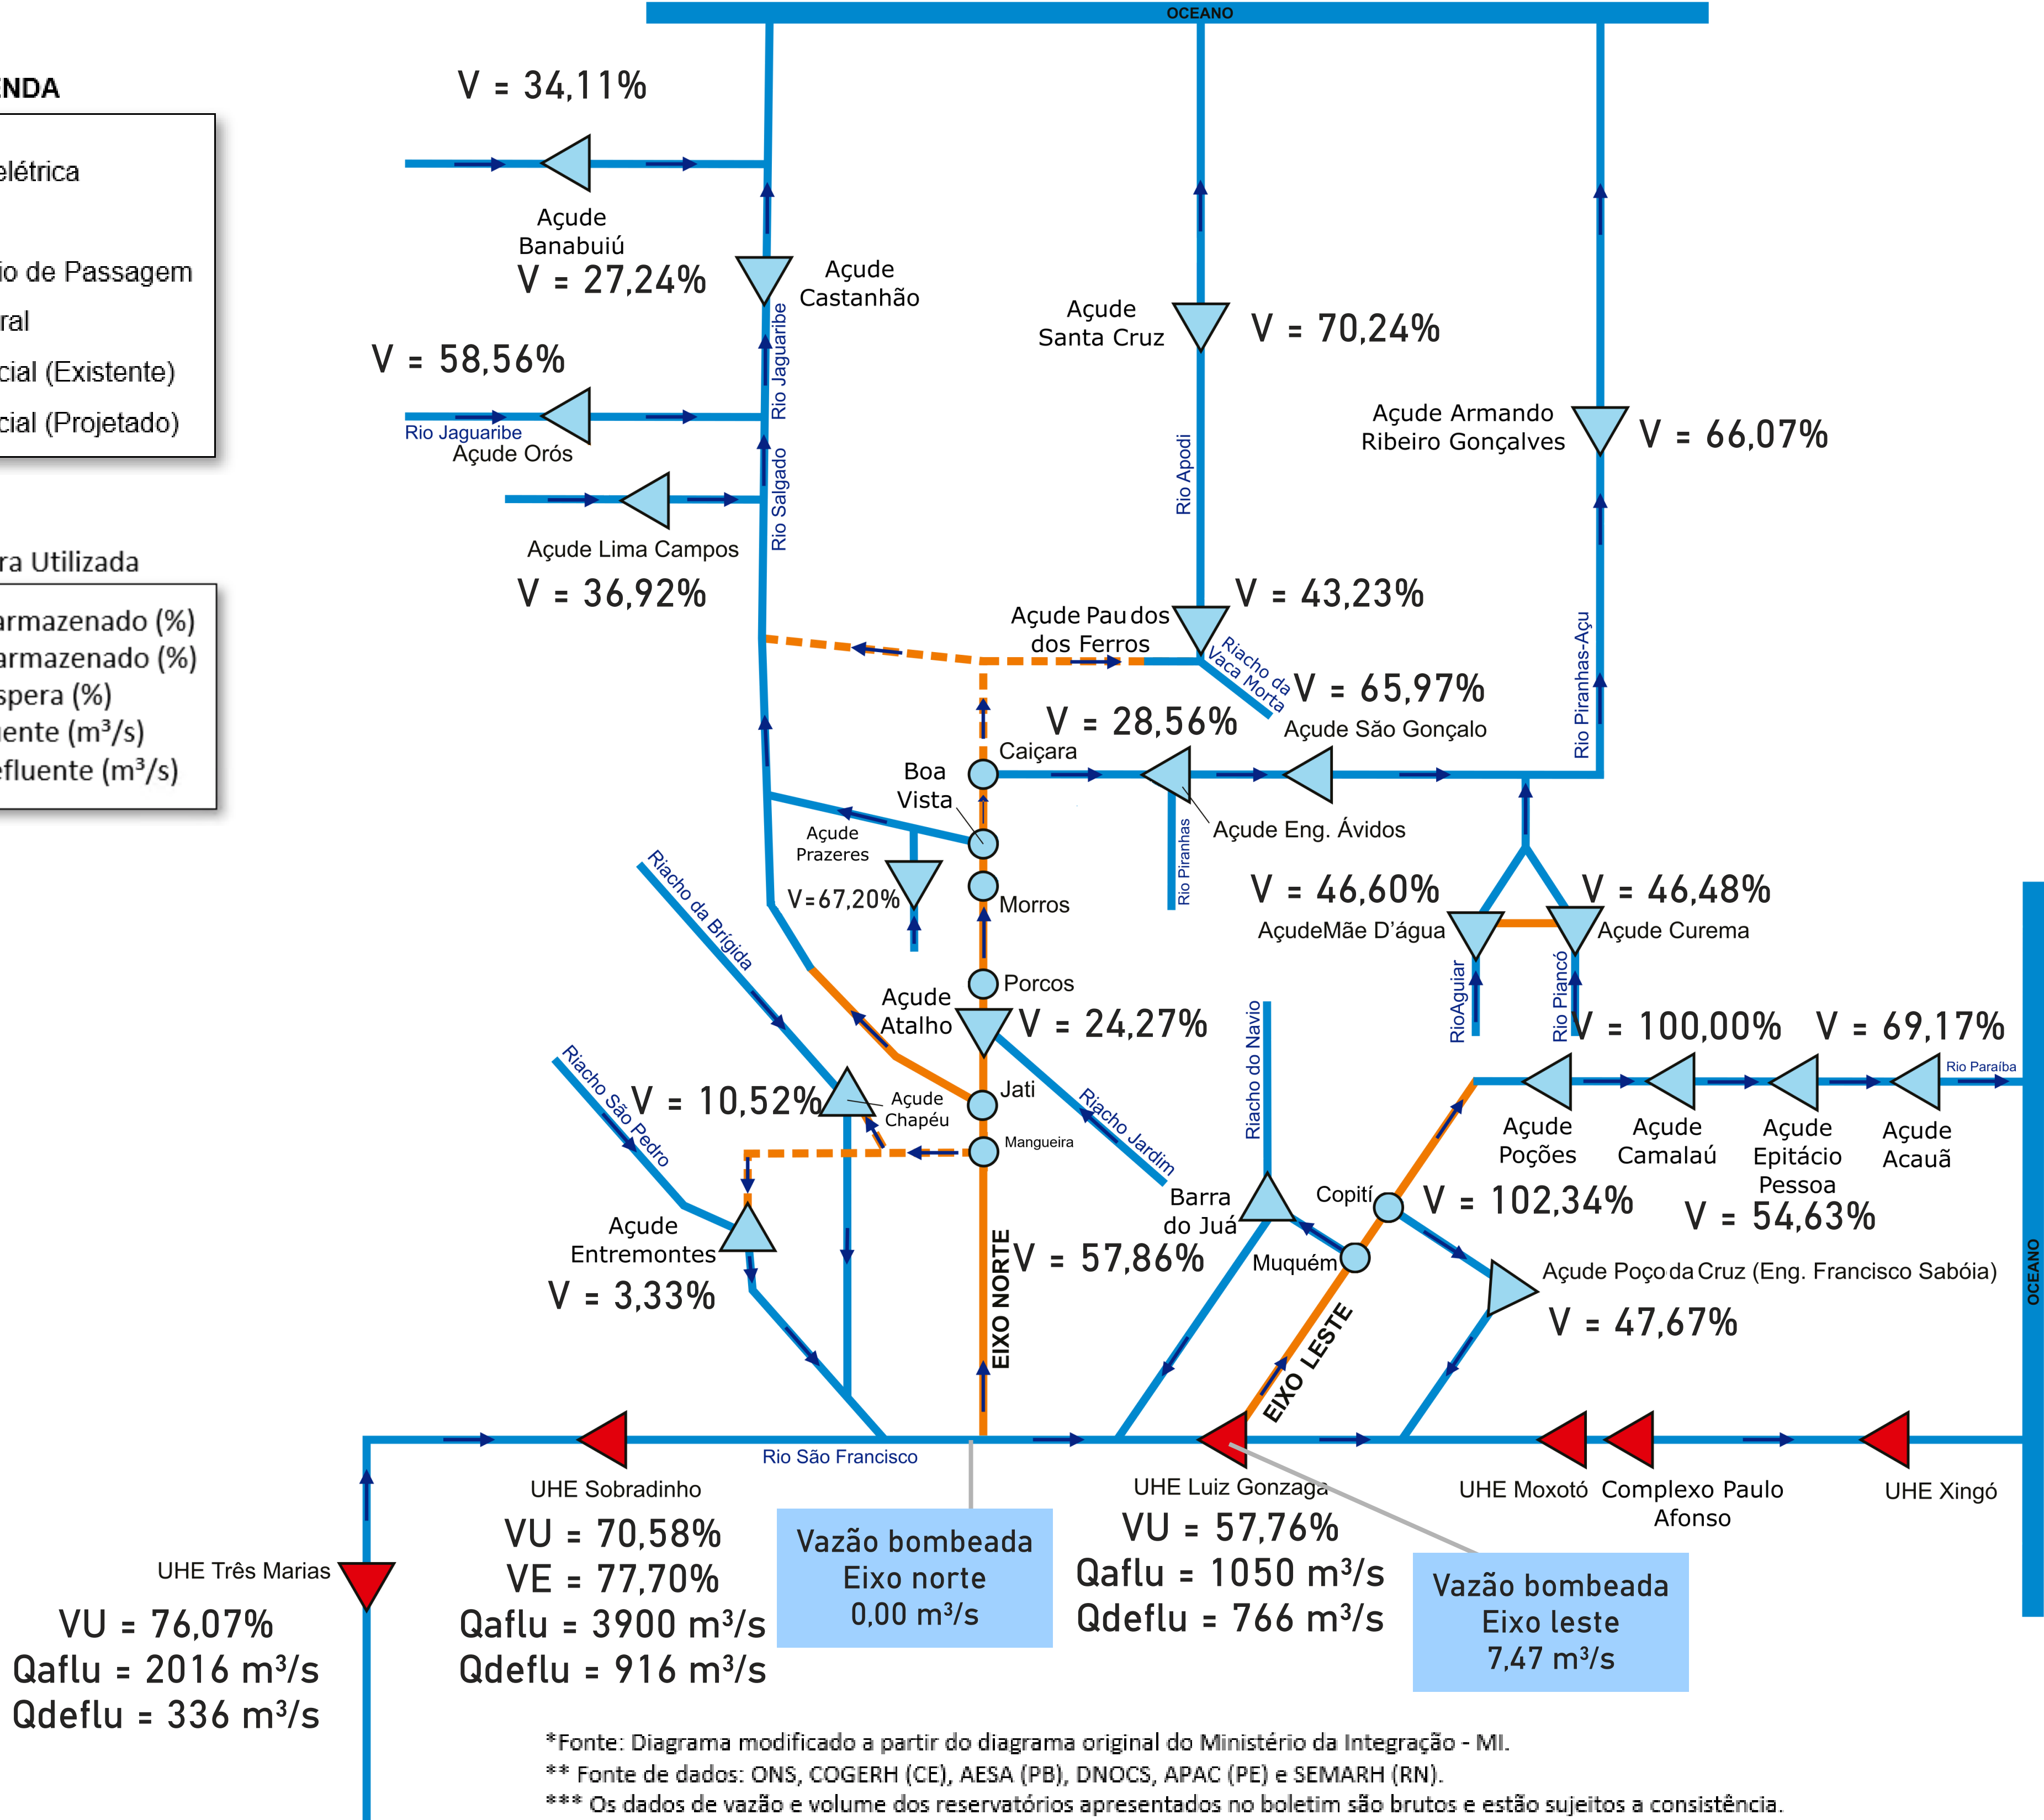 OCEANO
V = 34,11%
ENDA
elétrica
io de Passagem
ral
cial (Existente)
cial (Projetado)
Açude
Banabuiú
V = 27,24%
Açude
Castanhão
Rio Jaguaribe
Açude
Santa Cruz
V = 70,24%
V = 58,56%
Rio Jaguaribe
Açude Orós
Açude Armando
Ribeiro Gonçalves
V = 66,07%
Rio Salgado
Rio Apodi
Açude Lima Campos
V = 36,92%
ra Utilizada
armazenado (%)
armazenado (%)
spera (%)
uente (m³/s)
efluente (m³/s)
Açude Pau dos
dos Ferros
V = 43,23%
Riacho da
Vaca Morta
Rio Piranhas-Açu
V = 65,97%
Açude São Gonçalo
V = 28,56%
Caiçara
Boa
Vista
Açude Eng. Ávidos
Rio Piranhas
Açude
Prazeres
V=67,20%
Morros
Riacho da Brígida
V = 46,60%
AçudeMãe D'água
V = 46,48%
Açude Curema
RioAguiar
Rio Piancó
Porcos
Açude
Atalho
V = 24,27%
Riacho do Navio
V = 100,00%
V = 69,17%
Rio Paraíba
Riacho São Pedro
V = 10,52%
Açude
Chapéu
Jati
Mangueira
Riacho Jardim
Açude
Poções
Açude
Camalaú
Açude
Epitácio
Pessoa
Açude
Acauã
Barra
do Juá
Copití
V = 102,34%
V = 54,63%
Açude
Entremontes
V = 3,33%
EIXO NORTE
V = 57,86%
Muquém
Açude Poço da Cruz (Eng. Francisco Sabóia)
V = 47,67%
EIXO LESTE
OCEANO
Rio São Francisco
UHE Sobradinho
VU = 70,58%
VE = 77,70%
Qaflu = 3900 m³/s
Qdeflu = 916 m³/s
Vazão bombeada
Eixo norte
0,00 m³/s
UHE Luiz Gonzaga
VU = 57,76%
Qaflu = 1050 m³/s
Qdeflu = 766 m³/s
Vazão bombeada
Eixo leste
7,47 m³/s
UHE Moxotó
Complexo Paulo
Afonso
UHE Xingó
UHE Três Marias
VU = 76,07%
Qaflu = 2016 m³/s
Qdeflu = 336 m³/s
*Fonte: Diagrama modificado a partir do diagrama original do Ministério da Integração - MI.
** Fonte de dados: ONS, COGERH (CE), AESA (PB), DNOCS, APAC (PE) e SEMARH (RN).
*** Os dados de vazão e volume dos reservatórios apresentados no boletim são brutos e estão sujeitos a consistência.